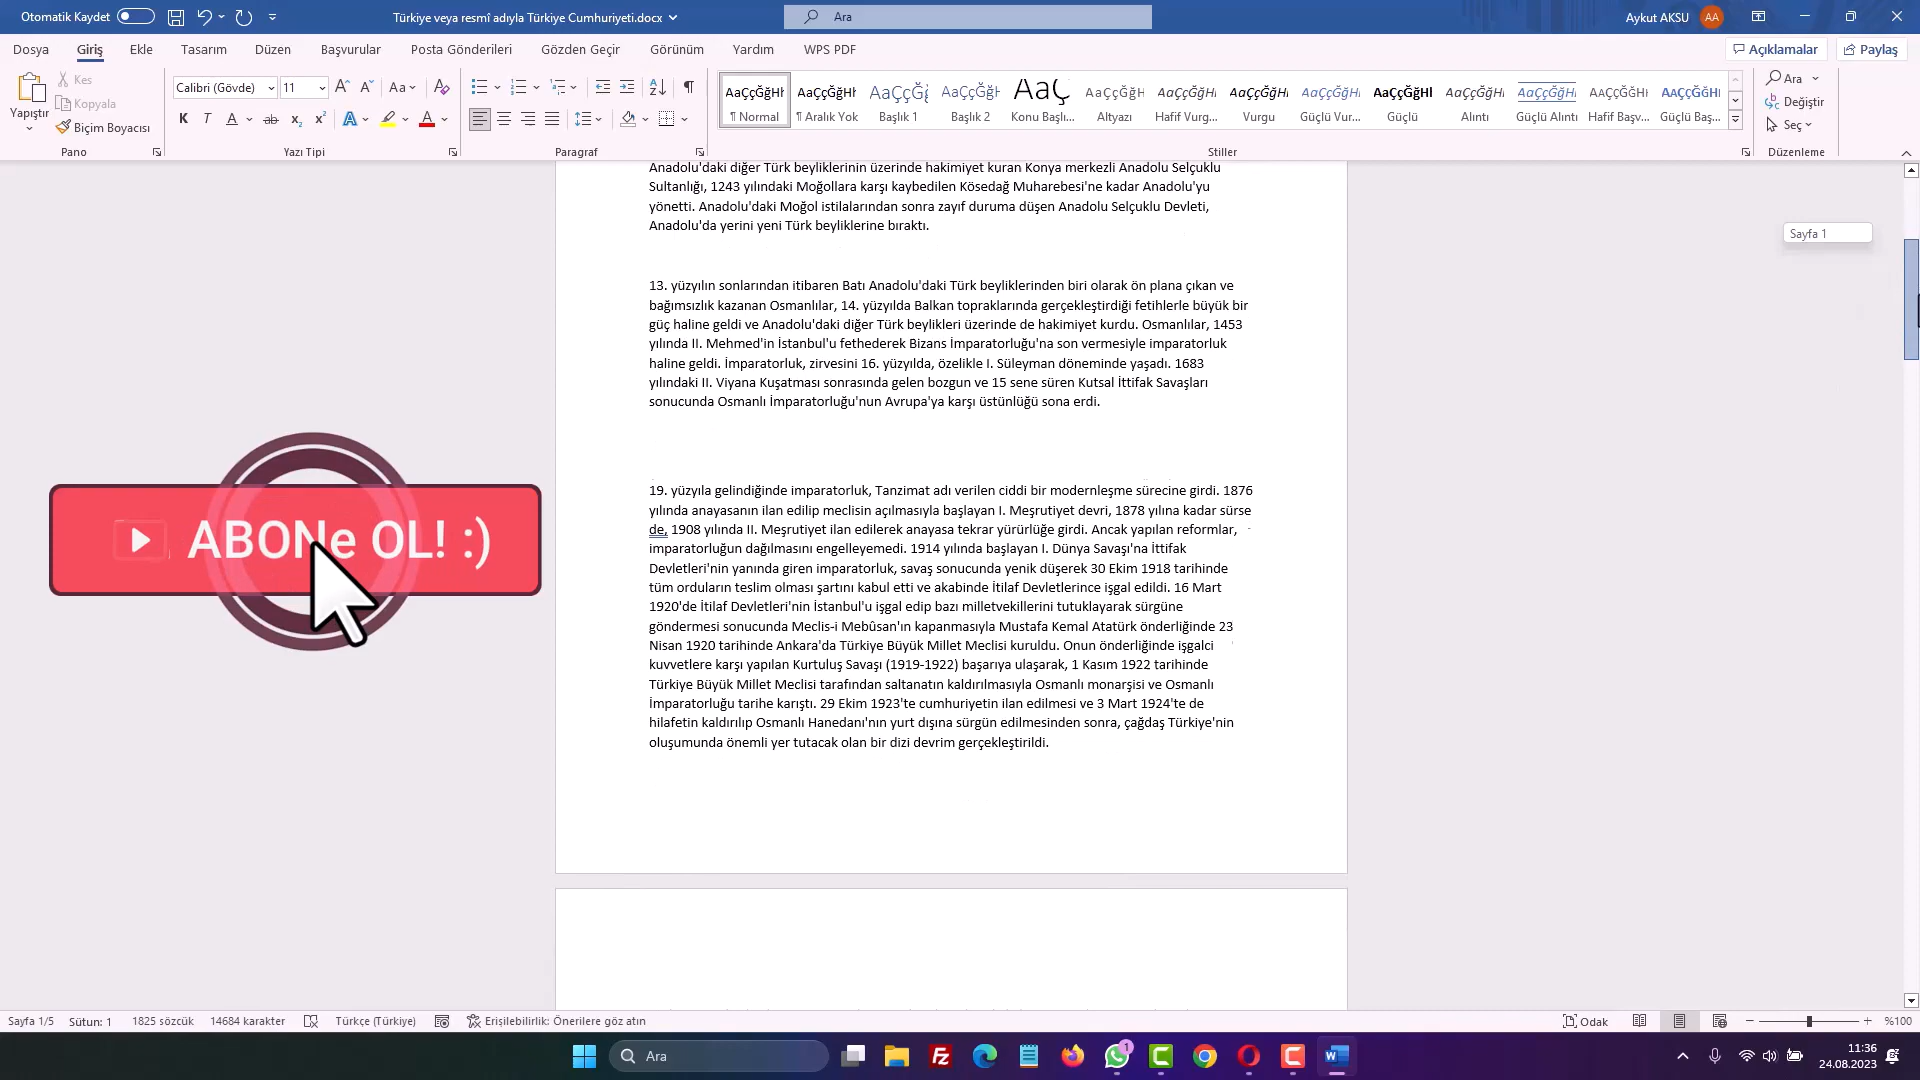 Otomatik Kaydet
Türkiye veya resmî adıyla Türkiye Cumhuriyeti.docx
Ara
Aykut AKSU
AA
Dosya
Giriş
Ekle
Tasarım
Düzen
Başvurular
Posta Gönderileri
Gözden Geçir
Görünüm
Yardım
WPS PDF
Açıklamalar
Paylaş
Yapıştır
Kes
Kopyala
Biçim Boyacısı
Pano
Calibri (Gövde)
11
Yazı Tipi
Paragraf
AaÇçĞğHł
¶ Normal
AaÇçĞğHł
¶ Aralık Yok
AaÇçĞğ
Başlık 1
AaÇçĞğH
Başlık 2
AaÇ
Konu Başlı...
AaÇçĞğH
Altyazı
AaÇçĞğHı
Hafif Vurg...
AaÇçĞğHı
Vurgu
AaÇçĞğHı
Güçlü Vur...
AaÇçĞğHl
Güçlü
AaÇçĞğHı
Alıntı
AaÇçĞğHı
Güçlü Alıntı
AAÇÇĞĞHI
Hafif Başv...
AAÇÇĞĞHI
Güçlü Baş...
Stiller
Ara
Değiştir
Seç
Düzenleme
Anadolu'daki diğer Türk beyliklerinin üzerinde hakimiyet kuran Konya merkezli Anadolu Selçuklu
Sultanlığı, 1243 yılındaki Moğollara karşı kaybedilen Kösedağ Muharebesi'ne kadar Anadolu'yu
yönetti. Anadolu'daki Moğol istilalarından sonra zayıf duruma düşen Anadolu Selçuklu Devleti,
Anadolu'da yerini yeni Türk beyliklerine bıraktı.
Sayfa 1
13. yüzyılın sonlarından itibaren Batı Anadolu'daki Türk beyliklerinden biri olarak ön plana çıkan ve
bağımsızlık kazanan Osmanlılar, 14. yüzyılda Balkan topraklarında gerçekleştirdiği fetihlerle büyük bir
güç haline geldi ve Anadolu'daki diğer Türk beylikleri üzerinde de hakimiyet kurdu. Osmanlılar, 1453
yılında II. Mehmed'in İstanbul'u fethederek Bizans İmparatorluğu'na son vermesiyle imparatorluk
haline geldi. İmparatorluk, zirvesini 16. yüzyılda, özelikle I. Süleyman döneminde yaşadı. 1683
yılındaki II. Viyana Kuşatması sonrasında gelen bozgun ve 15 sene süren Kutsal İttifak Savaşları
sonucunda Osmanlı İmparatorluğu'nun Avrupa'ya karşı üstünlüğü sona erdi.
19. yüzyıla gelindiğinde imparatorluk, Tanzimat adı verilen ciddi bir modernleşme sürecine girdi. 1876
yılında anayasanın ilan edilip meclisin açılmasıyla başlayan I. Meşrutiyet devri, 1878 yılına kadar sürse
de, 1908 yılında II. Meşrutiyet ilan edilerek anayasa tekrar yürürlüğe girdi. Ancak yapılan reformlar,
imparatorluğun dağılmasını engelleyemedi. 1914 yılında başlayan I. Dünya Savaşı'na İttifak
Devletleri'nin yanında giren imparatorluk, savaş sonucunda yenik düşerek 30 Ekim 1918 tarihinde
tüm orduların teslim olması şartını kabul etti ve akabinde İtilaf Devletlerince işgal edildi. 16 Mart
1920'de İtilaf Devletleri'nin İstanbul'u işgal edip bazı milletvekillerini tutuklayarak sürgüne
göndermesi sonucunda Meclis-i Mebûsan'ın kapanmasıyla Mustafa Kemal Atatürk önderliğinde 23
Nisan 1920 tarihinde Ankara'da Türkiye Büyük Millet Meclisi kuruldu. Onun önderliğinde işgalci
kuvvetlere karşı yapılan Kurtuluş Savaşı (1919-1922) başarıya ulaşarak, 1 Kasım 1922 tarihinde
Türkiye Büyük Millet Meclisi tarafından saltanatın kaldırılmasıyla Osmanlı monarşisi ve Osmanlı
İmparatorluğu tarihe karıştı. 29 Ekim 1923'te cumhuriyetin ilan edilmesi ve 3 Mart 1924'te de
hilafetin kaldırılıp Osmanlı Hanedanı'nın yurt dışına sürgün edilmesinden sonra, çağdaş Türkiye'nin
oluşumunda önemli yer tutacak olan bir dizi devrim gerçekleştirildi.
ABONe OL! :)
Sayfa 1/5
Sütun: 1
1825 sözcük
14684 karakter
Türkçe (Türkiye)
Erişilebilirlik: Önerilere göz atın
Odak
%100
Ara
1
11:36
24.08.2023